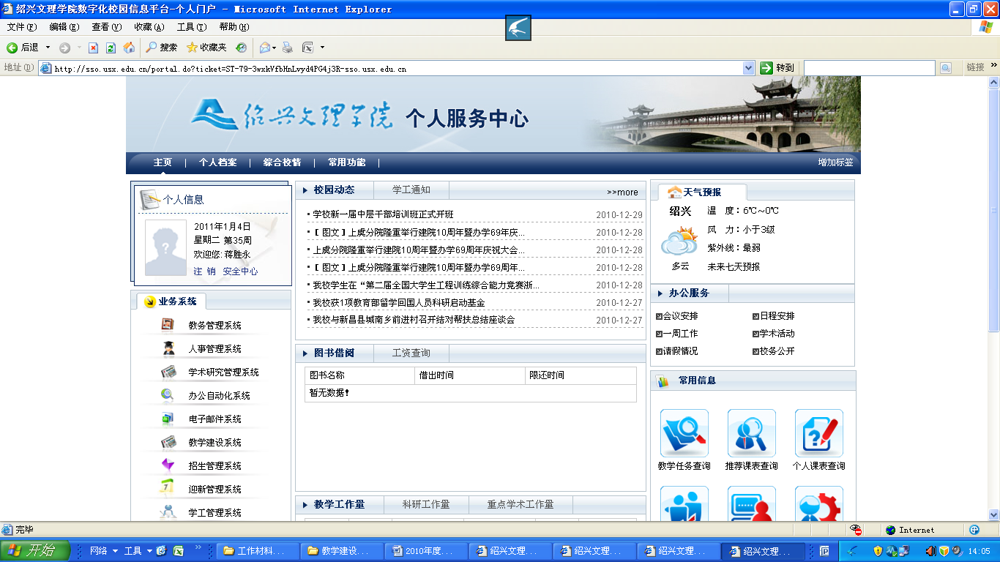 绍兴文理学院数字化校园信息平台-个人门户 - Microsoft Internet Explorer
文件(F) 编辑(E) 查看(V) 收藏(A) 工具(T) 帮助(H)
后退 搜索 收藏夹
地址(D) http://sso.usx.edu.cn/portal.do?ticket=ST-79-3wxkVfbHnLvyd4PG4j3R-sso.usx.edu.cn 转到 链接 »
绍兴文理学院 个人服务中心
主页 | 个人档案 | 综合校情 | 常用功能 | 增加标签
个人信息
2011年1月4日
星期二 第35周
欢迎您: 蒋胜永
注 销 安全中心
业务系统
教务管理系统
人事管理系统
学术研究管理系统
办公自动化系统
电子邮件系统
教学建设系统
招生管理系统
迎新管理系统
学工管理系统
校园动态 学工通知 >>more
学校新一届中层干部培训班正式开班 2010-12-29
[图文]上虞分院隆重举行建院10周年暨办学69年庆... 2010-12-28
上虞分院隆重举行建院10周年暨办学69周年庆祝大会... 2010-12-28
[图文]上虞分院隆重举行建院10周年暨办学69周年... 2010-12-28
我校学生在“第二届全国大学生工程训练综合能力竞赛浙... 2010-12-28
我校获1项教育部留学回国人员科研启动基金 2010-12-27
我校与新昌县城南乡前进村召开结对帮扶总结座谈会 2010-12-27
图书借阅 工资查询
图书名称 借出时间 限还时间
暂无数据!
教学工作量 科研工作量 重点学术工作量
天气预报
绍兴 温 度：6℃~0℃
风 力：小于3级
紫外线：最弱
多云 未来七天预报
办公服务
会议安排 日程安排
一周工作 学术活动
请假情况 校务公开
常用信息
教学任务查询 推荐课表查询 个人课表查询
完毕 Internet
开始 网络 工具 » 工作材料... 教学建设 2010年度... 绍兴文理... 绍兴文理... 绍兴文理... 绍兴文理... 14:05